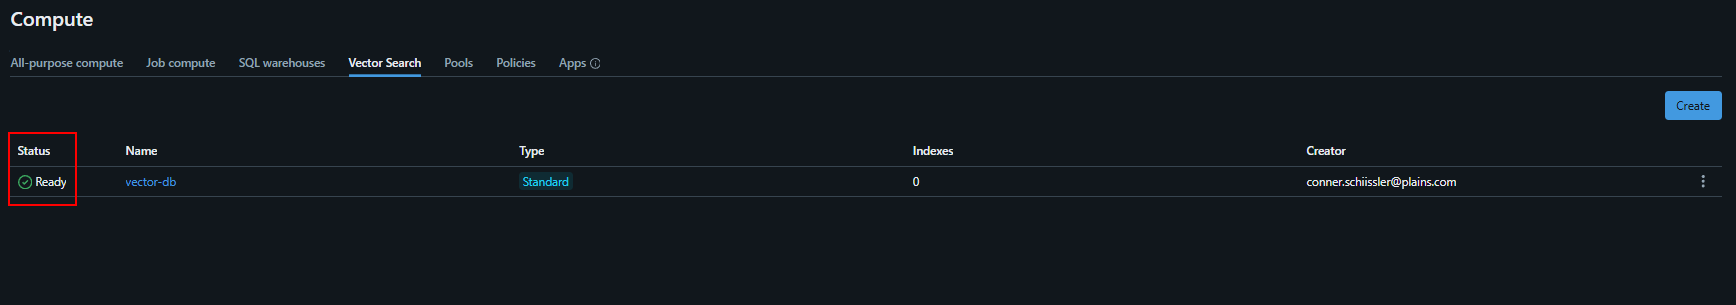 Compute
All-purpose compute Job compute SQL warehouses Vector Search Pools Policies Apps
Create
Status Name Type Indexes Creator
Ready vector-db Standard 0 conner.schiissler@plains.com